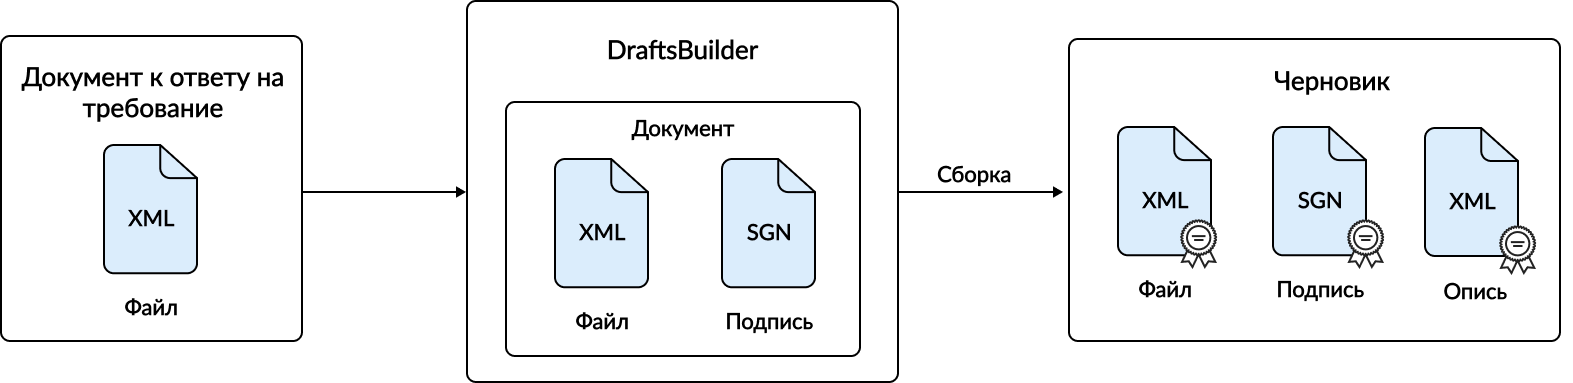 Документ к ответу на
требование
XML
Файл
DraftsBuilder
Документ
XML
SGN
Файл
Подпись
Сборка
Черновик
XML
SGN
XML
Файл
Подпись
Опись